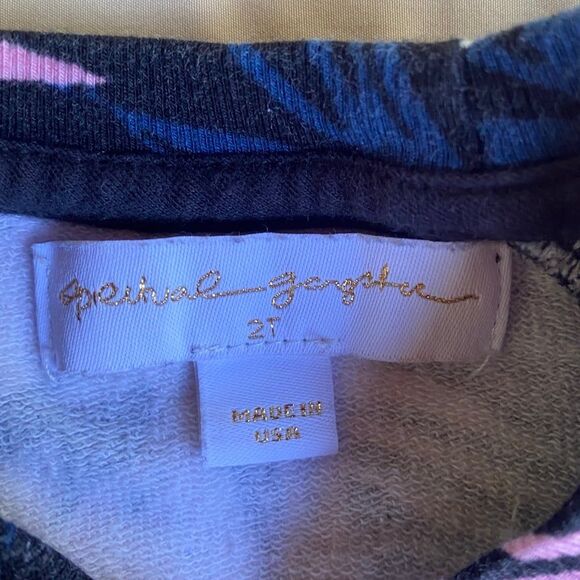 spiritual gangster
2T
MADE IN
USA